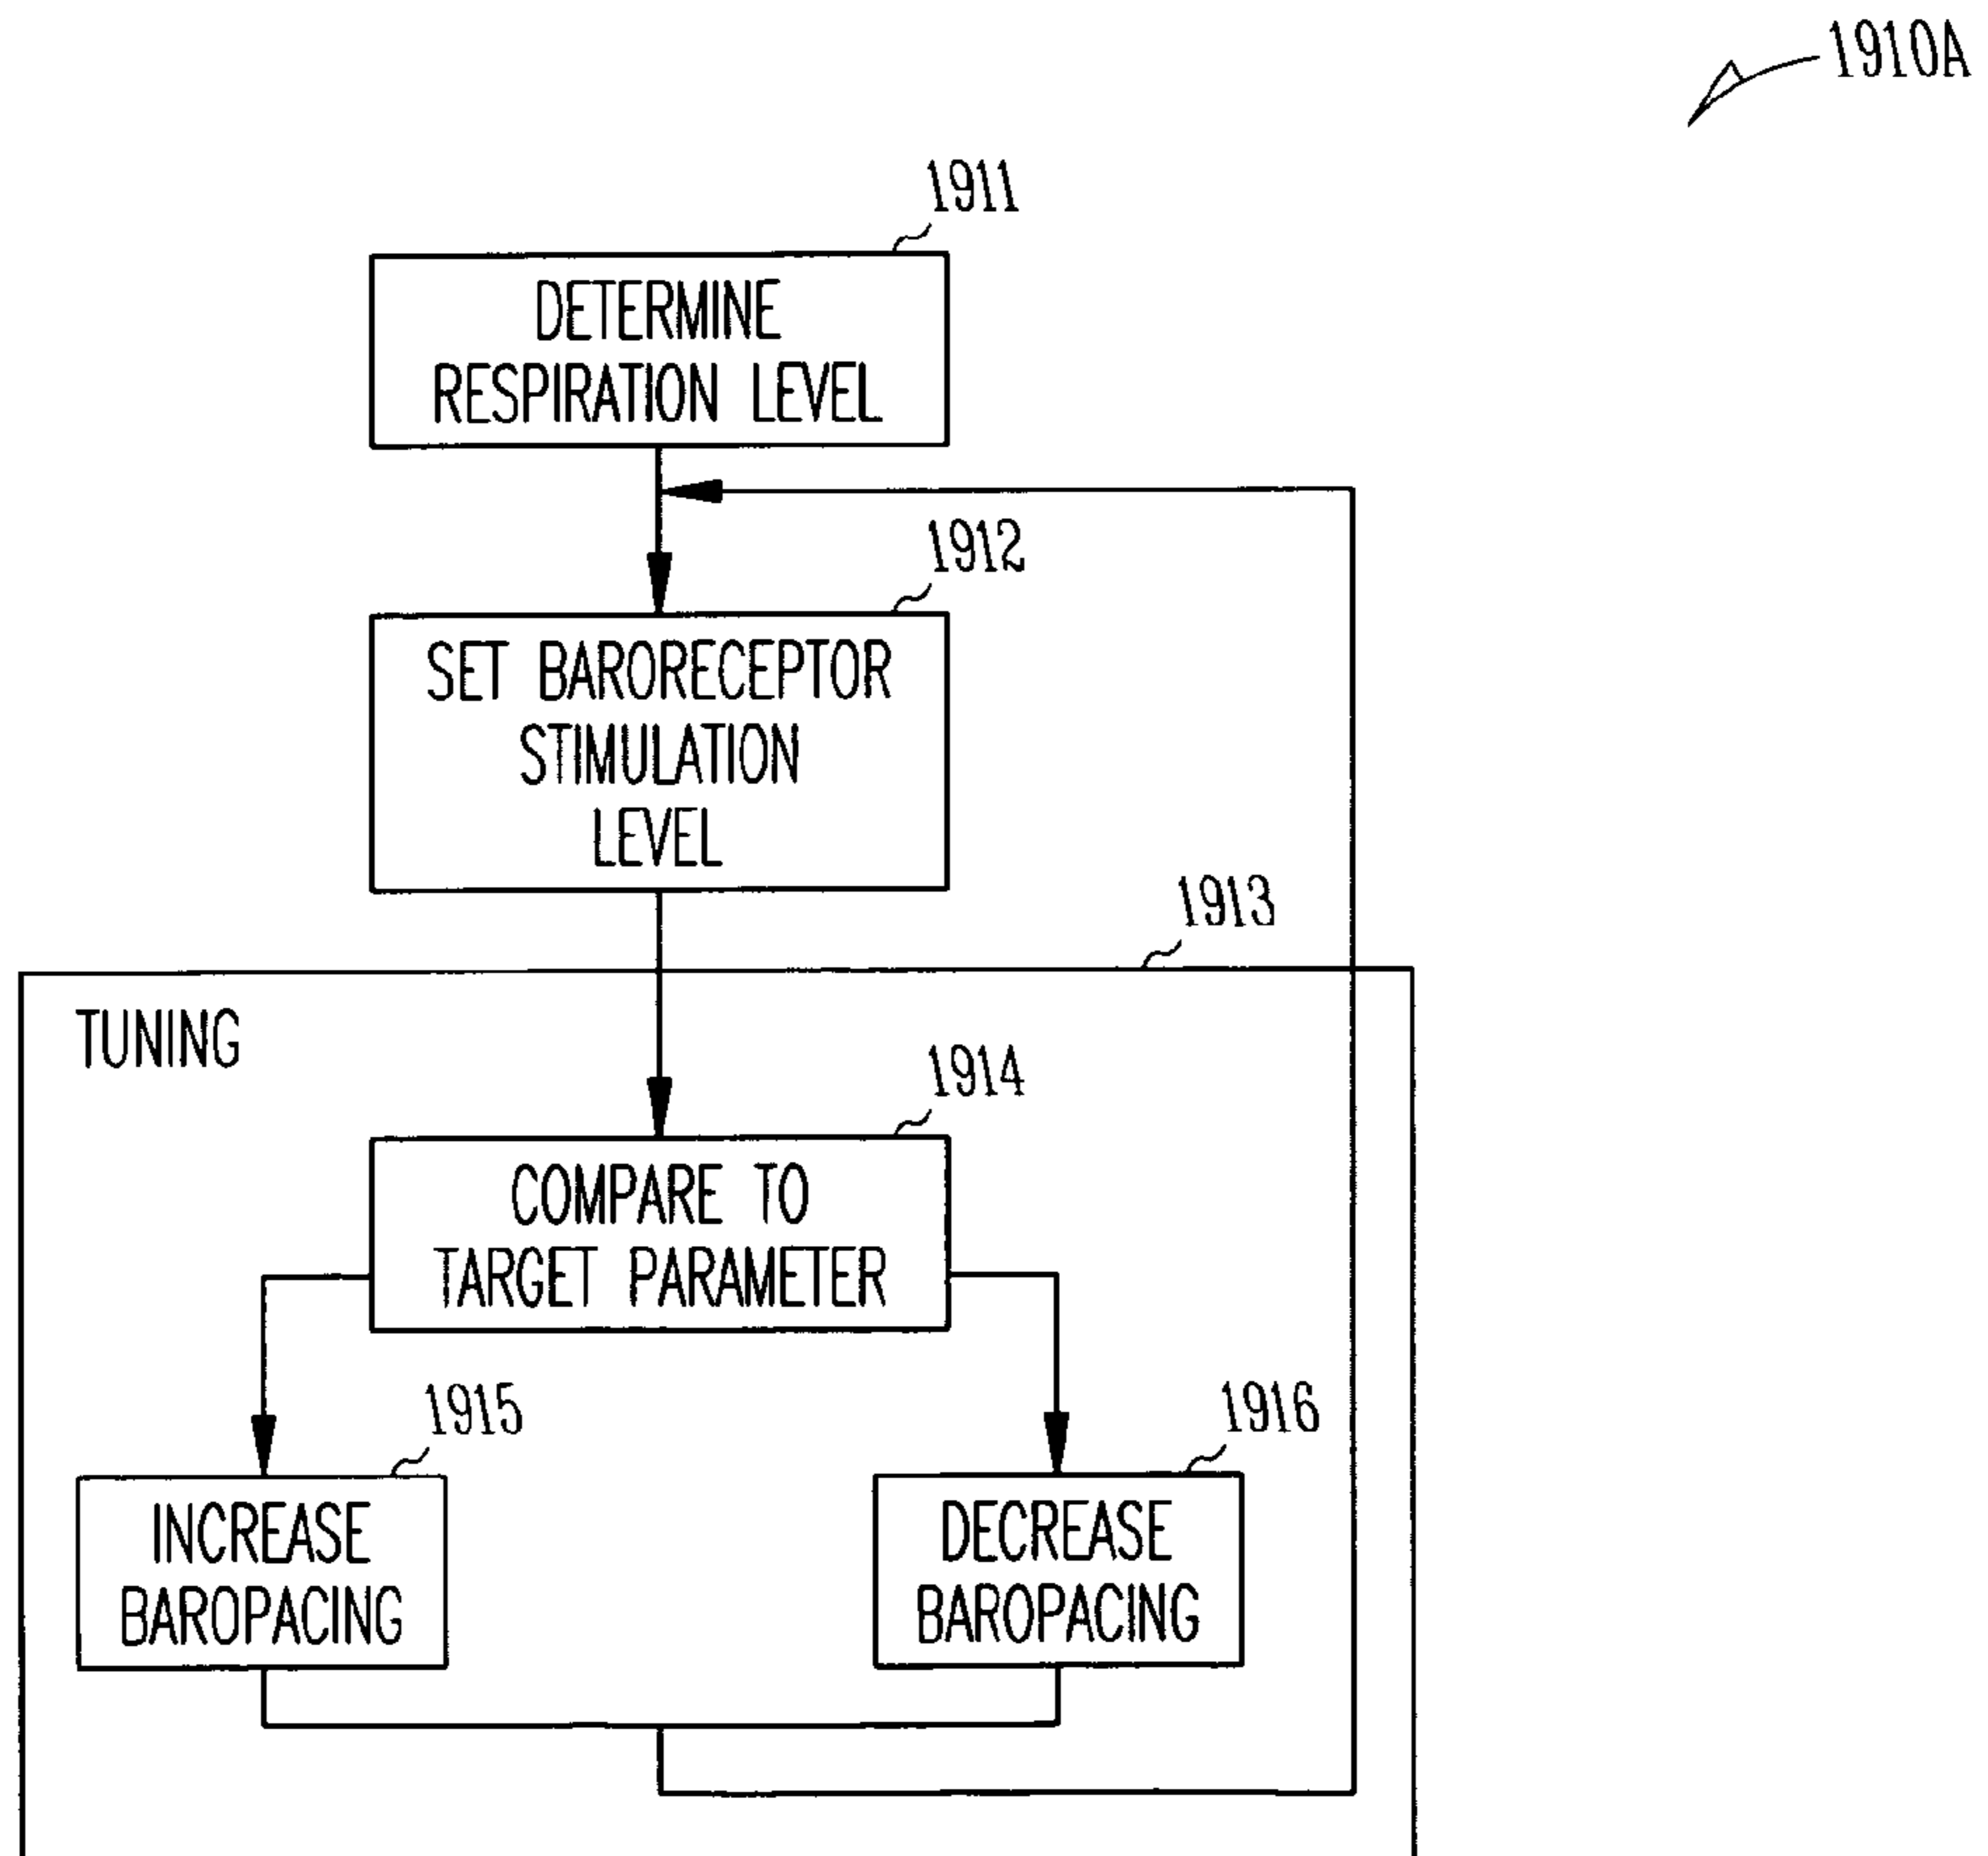 1910A
1911
DETERMINE
RESPIRATION LEVEL
1912
SET BARORECEPTOR
STIMULATION
LEVEL
1913
TUNING
1914
COMPARE TO
TARGET PARAMETER
1915
INCREASE
BAROPACING
1916
DECREASE
BAROPACING